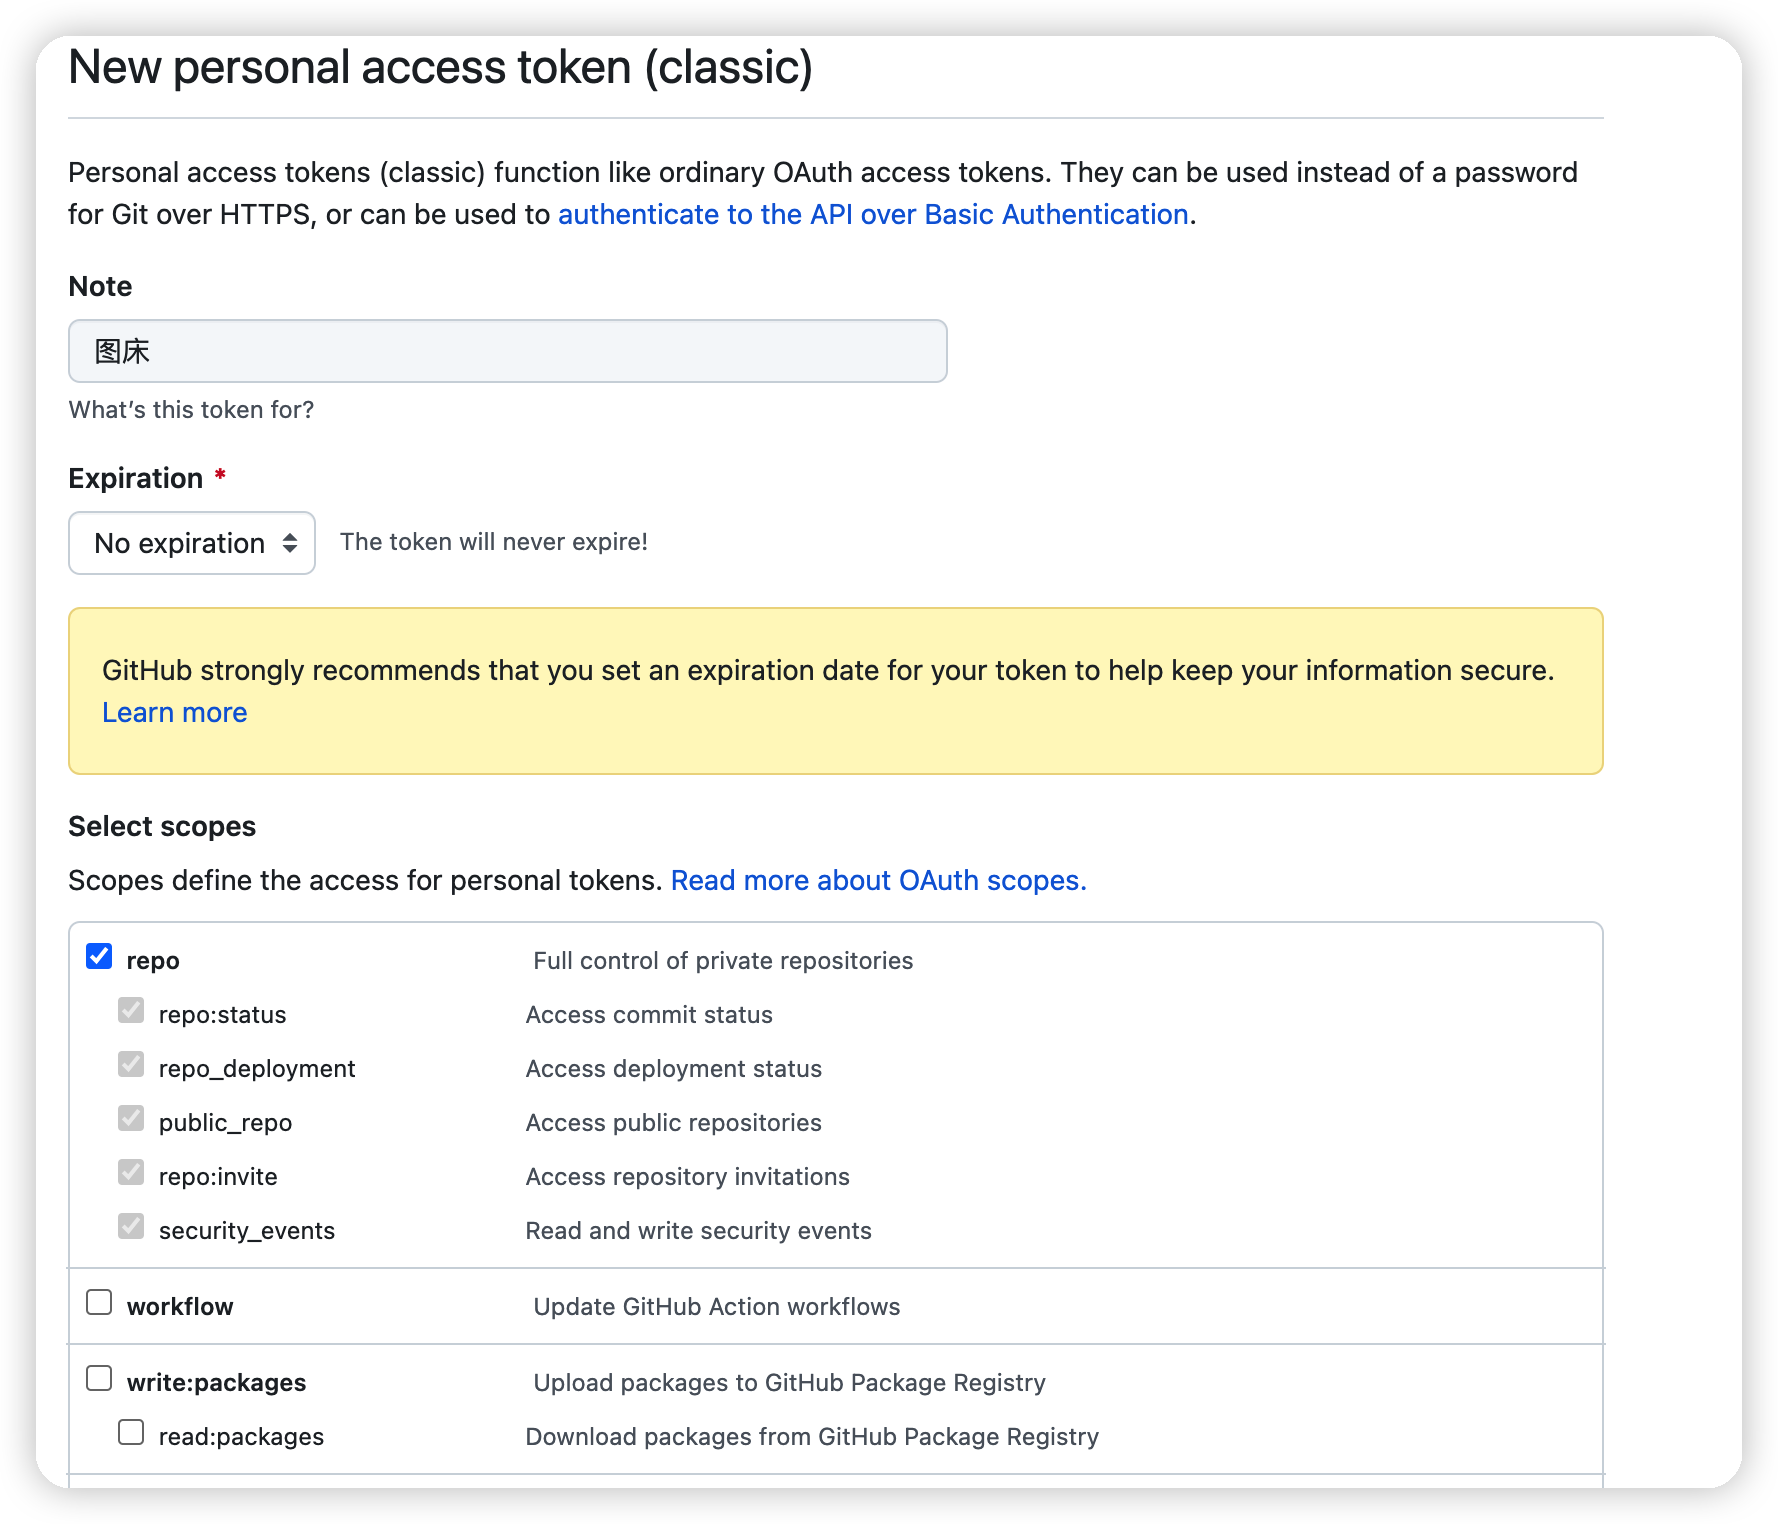 New personal access token (classic)
Personal access tokens (classic) function like ordinary OAuth access tokens. They can be used instead of a password
for Git over HTTPS, or can be used to authenticate to the API over Basic Authentication.
Note
图床
What's this token for?
Expiration *
No expiration The token will never expire!
GitHub strongly recommends that you set an expiration date for your token to help keep your information secure.
Learn more
Select scopes
Scopes define the access for personal tokens. Read more about OAuth scopes.
repo Full control of private repositories
repo:status Access commit status
repo_deployment Access deployment status
public_repo Access public repositories
repo:invite Access repository invitations
security_events Read and write security events
workflow Update GitHub Action workflows
write:packages Upload packages to GitHub Package Registry
read:packages Download packages from GitHub Package Registry